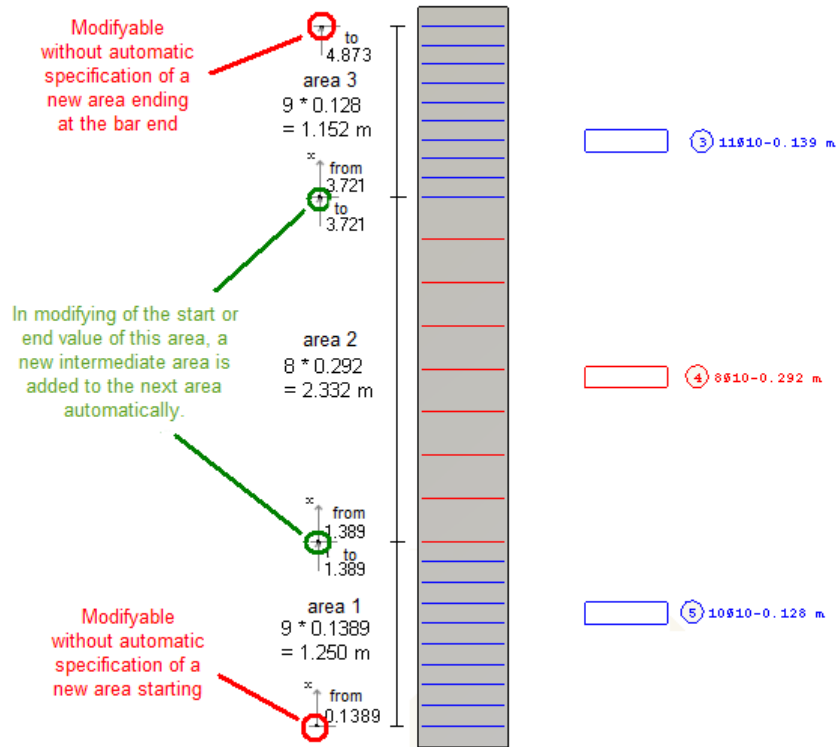 Modifyable
without automatic
specification of a
new area ending
at the bar end
to
4.873
area 3
9 * 0.128
= 1.152 m
x
from
3.721
to
3.721
3 11Ø10-0.139 m
In modifying of the start or
end value of this area, a
new intermediate area is
added to the next area
automatically.
area 2
8 * 0.292
= 2.332 m
4 8Ø10-0.292 m
x
from
1.389
to
1.389
area 1
9 * 0.1389
= 1.250 m
5 10Ø10-0.128 m
Modifyable
without automatic
specification of a
new area starting
x
from
0.1389